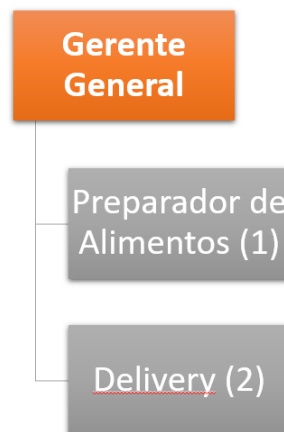 Gerente
General
Preparador de
Alimentos (1)
Delivery (2)